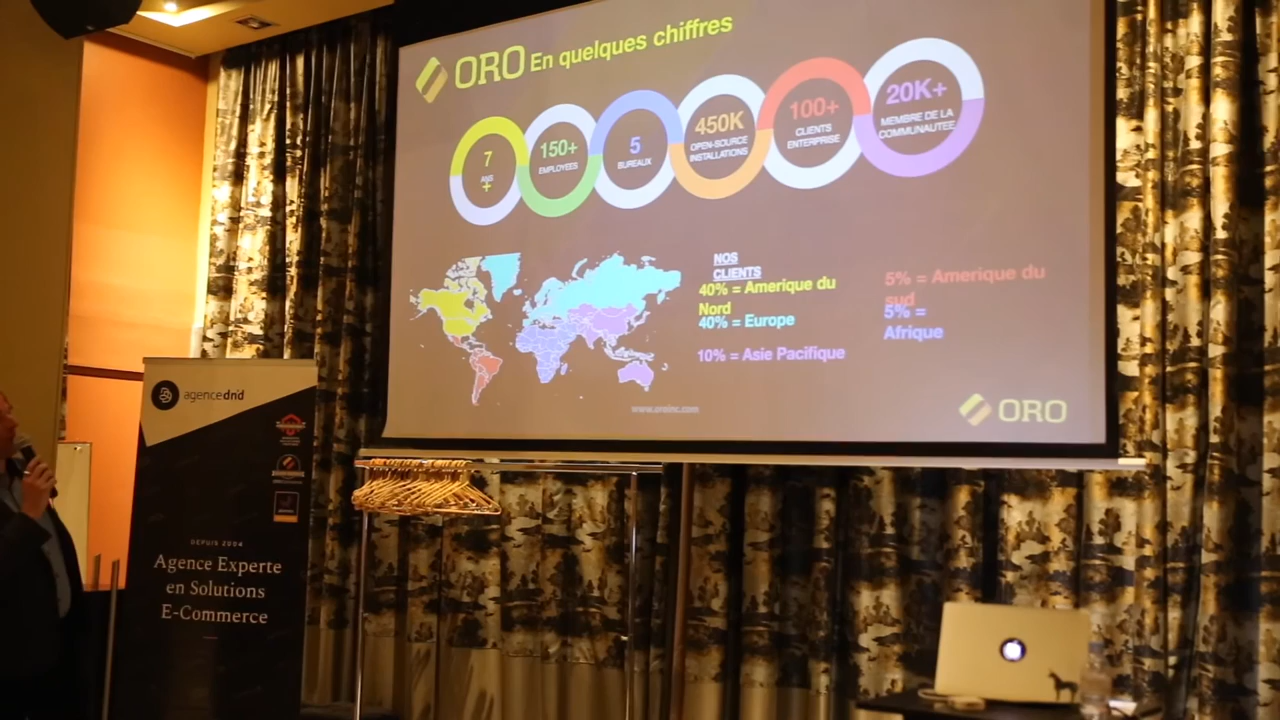 ORO En quelques chiffres
7
ANS
+
150+
EMPLOYEES
5
BUREAUX
450K
OPEN-SOURCE
INSTALLATIONS
100+
CLIENTS
ENTERPRISE
20K+
MEMBRE DE LA
COMMUNAUTEE
NOS
CLIENTS
40% = Amerique du
Nord
40% = Europe
10% = Asie Pacifique
5% = Amerique du
sud
5% =
Afrique
www.oroinc.com
ORO
agencednd
DEPUIS 2004
Agence Experte
en Solutions
E-Commerce